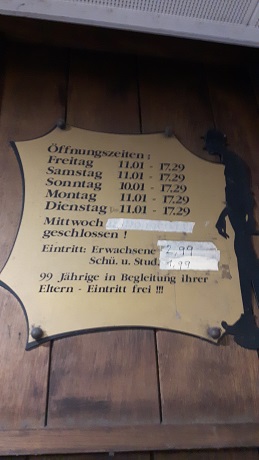 Öffnungszeiten :
Freitag 11.01 - 17.29
Samstag 11.01 - 17.29
Sonntag 10.01 - 17.29
Montag 11.01 - 17.29
Dienstag 11.01 - 17.29
Mittwoch
geschlossen !
Eintritt: Erwachsene 2,99
Schü. u. Stud. 1,99
99 Jährige in Begleitung ihrer
Eltern - Eintritt frei !!!